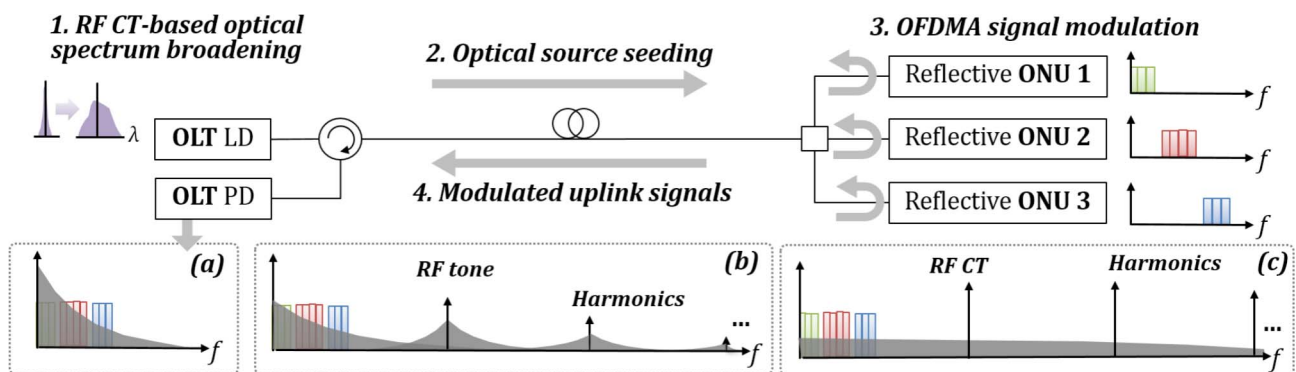 1. RF CT-based optical
spectrum broadening
2. Optical source seeding
3. OFDMA signal modulation
Reflective ONU 1
f
λ
OLT LD
Reflective ONU 2
f
OLT PD
4. Modulated uplink signals
Reflective ONU 3
f
(a)
f
(b)
RF tone
Harmonics
...
f
(c)
RF CT
Harmonics
...
f